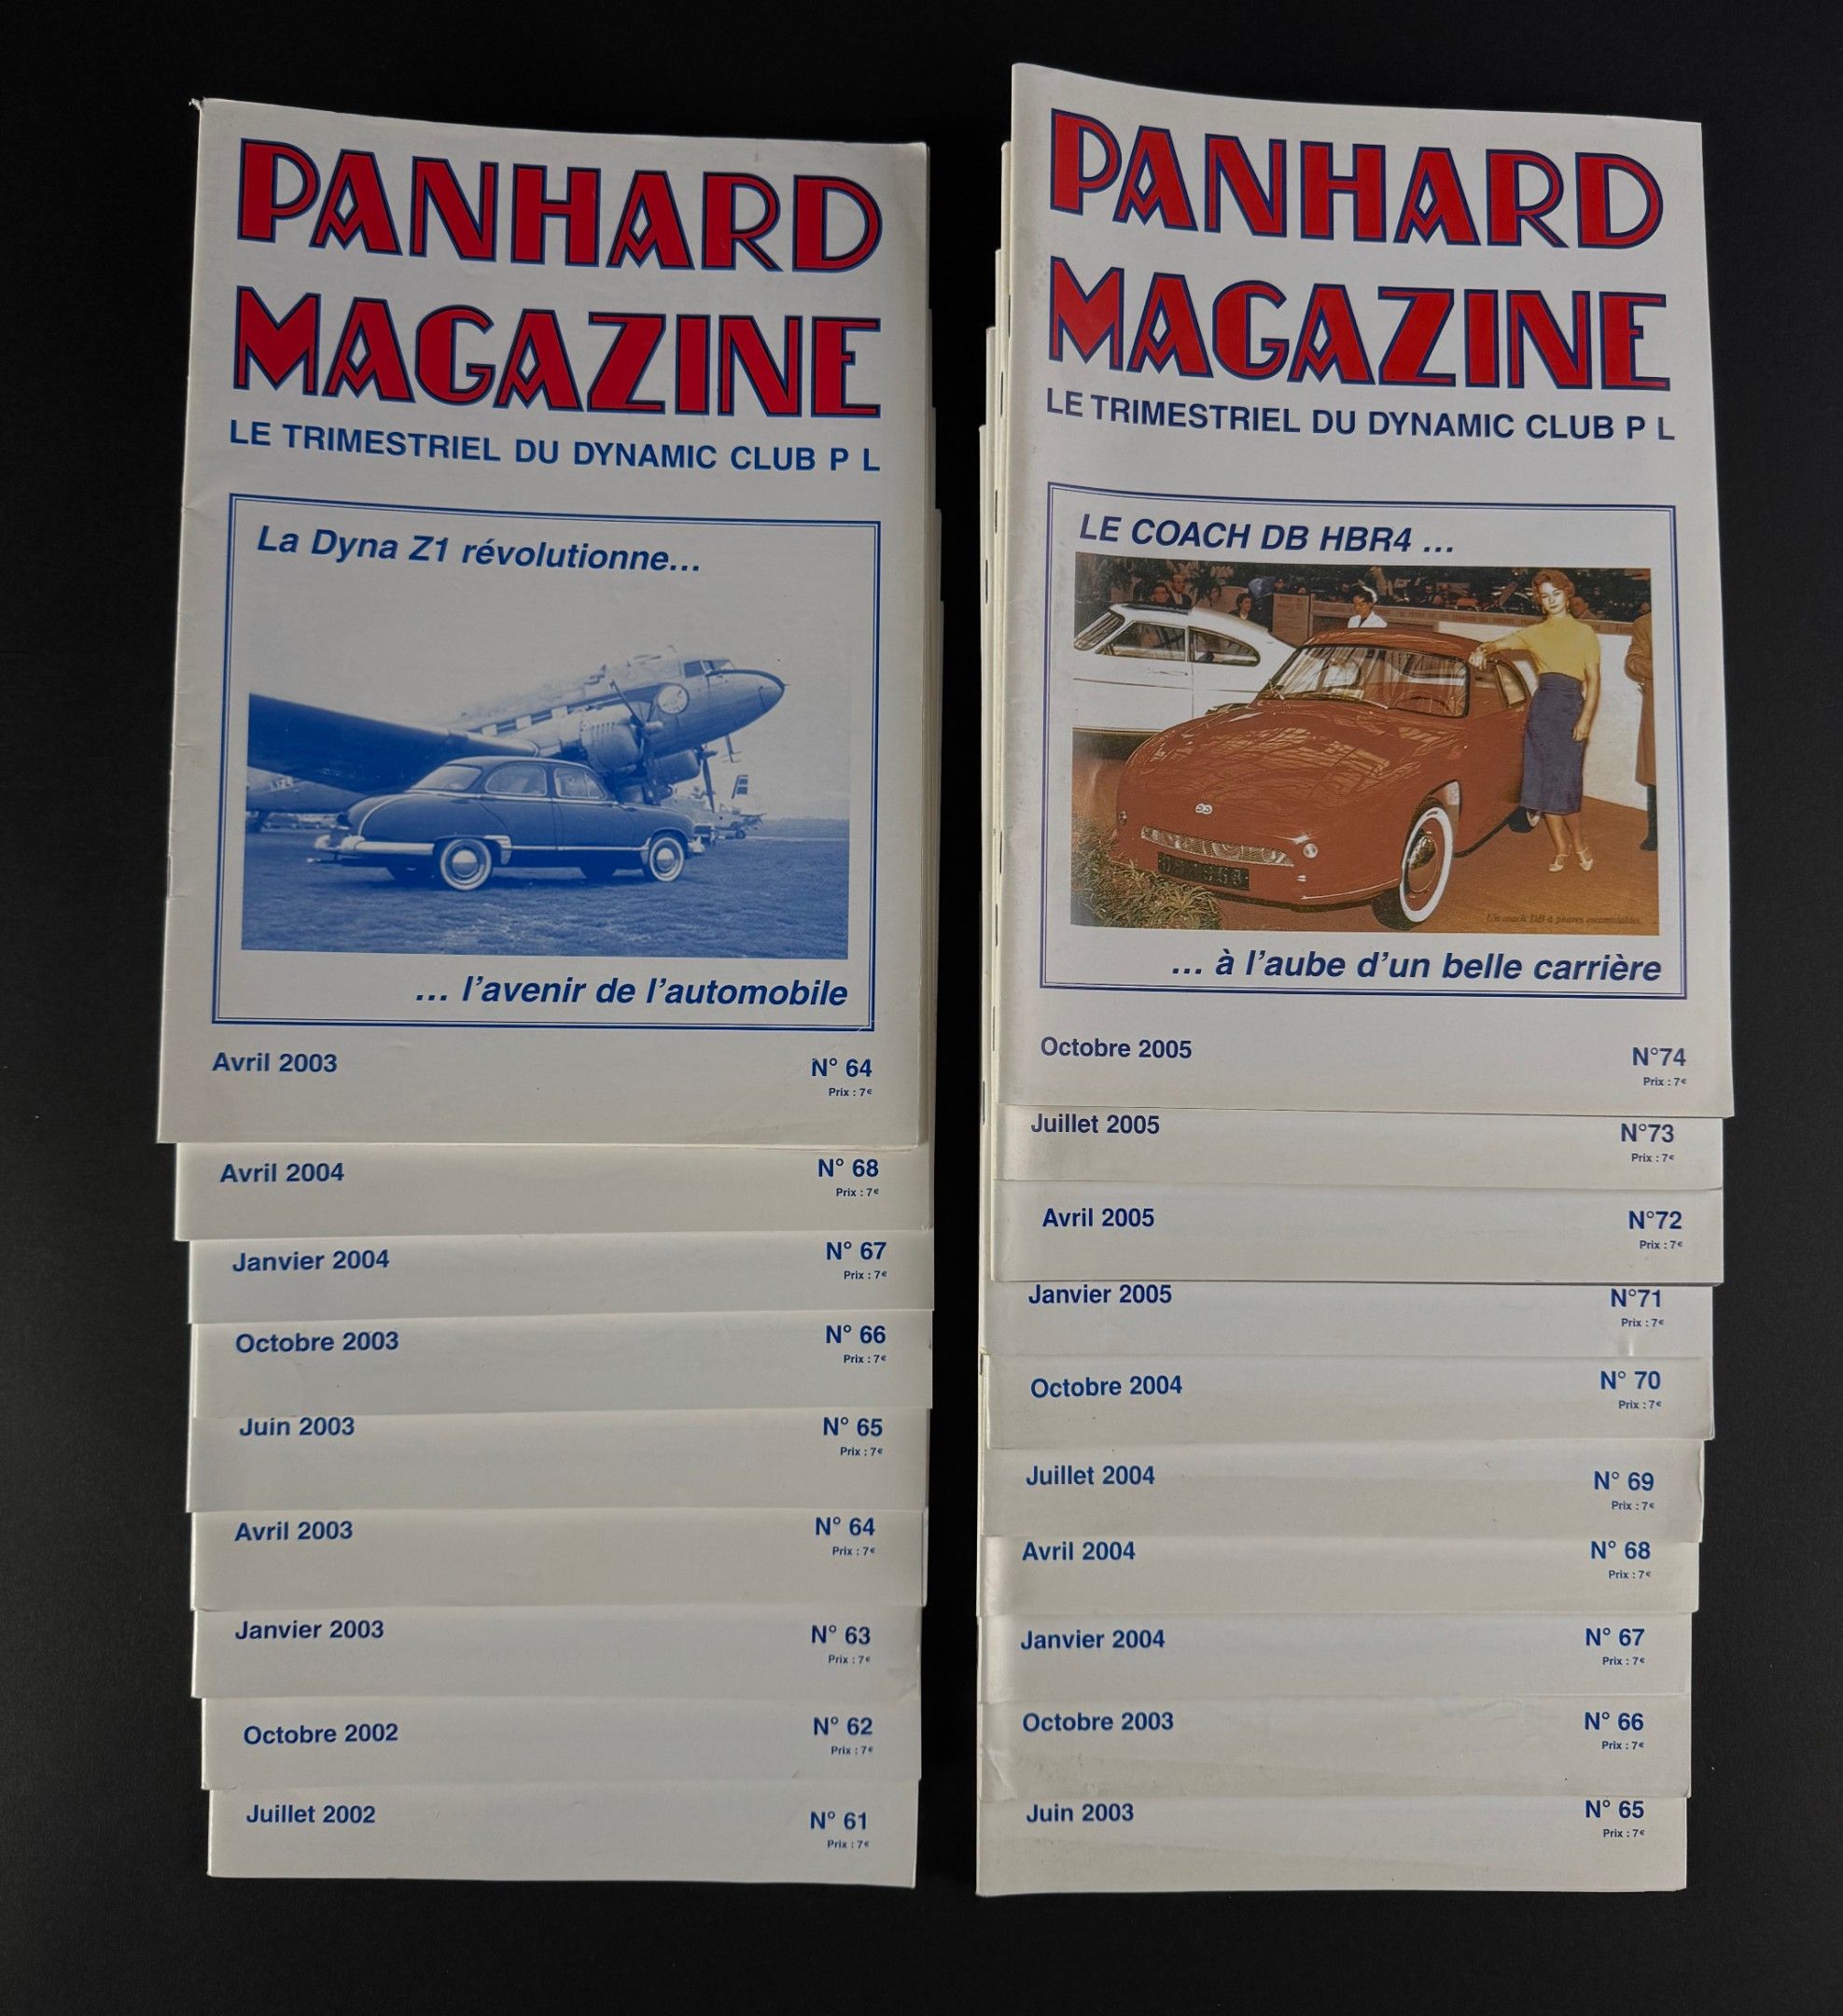 PANHARD
MAGAZINE
LE TRIMESTRIEL DU DYNAMIC CLUB P L
La Dyna Z1 révolutionne...
... l'avenir de l'automobile
Avril 2003
N° 64
Prix : 7€
Avril 2004
N° 68
Prix : 7€
Janvier 2004
N° 67
Prix : 7€
Octobre 2003
N° 66
Prix : 7€
Juin 2003
N° 65
Prix : 7€
Avril 2003
N° 64
Prix : 7€
Janvier 2003
N° 63
Prix : 7€
Octobre 2002
N° 62
Prix : 7€
Juillet 2002
N° 61
Prix : 7€
PANHARD
MAGAZINE
LE TRIMESTRIEL DU DYNAMIC CLUB P L
LE COACH DB HBR4 ...
Un coach DB à phares escamotables.
... à l'aube d'un belle carrière
Octobre 2005
N°74
Prix : 7€
Juillet 2005
N°73
Prix : 7€
Avril 2005
N°72
Prix : 7€
Janvier 2005
N°71
Prix : 7€
Octobre 2004
N° 70
Prix : 7€
Juillet 2004
N° 69
Prix : 7€
Avril 2004
N° 68
Prix : 7€
Janvier 2004
N° 67
Prix : 7€
Octobre 2003
N° 66
Prix : 7€
Juin 2003
N° 65
Prix : 7€